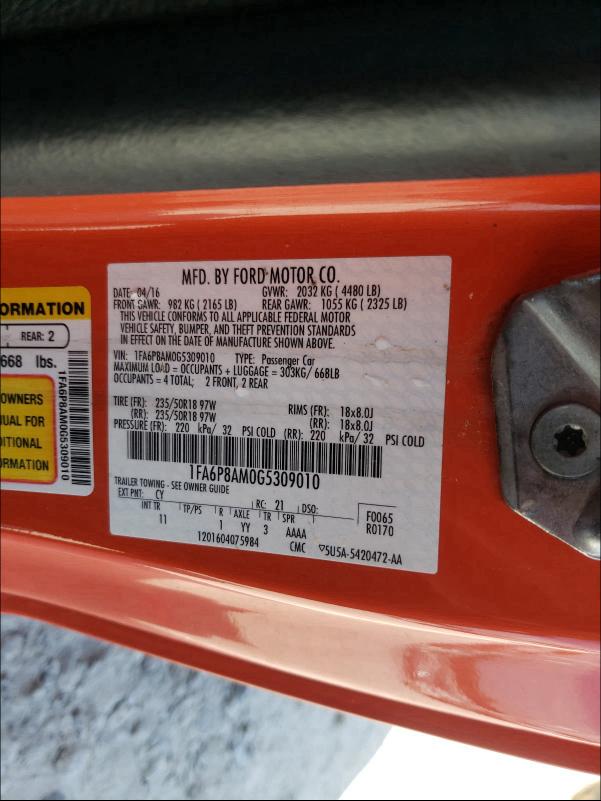 ORMATION
REAR: 2
668 lbs.
OWNERS
NUAL FOR
DITIONAL
ORMATION
1FA6P8AM0G5309010
MFD. BY FORD MOTOR CO.
DATE: 04/16 GVWR: 2032 KG ( 4480 LB)
FRONT GAWR: 982 KG ( 2165 LB) REAR GAWR: 1055 KG ( 2325 LB)
THIS VEHICLE CONFORMS TO ALL APPLICABLE FEDERAL MOTOR
VEHICLE SAFETY, BUMPER, AND THEFT PREVENTION STANDARDS
IN EFFECT ON THE DATE OF MANUFACTURE SHOWN ABOVE.
VIN: 1FA6P8AM0G5309010 TYPE: Passenger Car
MAXIMUM LOAD = OCCUPANTS + LUGGAGE = 303KG/ 668LB
OCCUPANTS = 4 TOTAL; 2 FRONT, 2 REAR
TIRE (FR): 235/50R18 97W RIMS (FR): 18x8.0J
(RR): 235/50R18 97W (RR): 18x8.0J
PRESSURE (FR): 220 kPa/ 32 PSI COLD (RR): 220 kPa/ 32 PSI COLD
1FA6P8AM0G5309010
TRAILER TOWING - SEE OWNER GUIDE
EXT PNT: CY RC: 21 DSO: F0065
INT TR TP/PS R AXLE TR SPR R0170
11 1 YY 3 AAAA
1201604075984 CMC ▽5U5A-5420472-AA